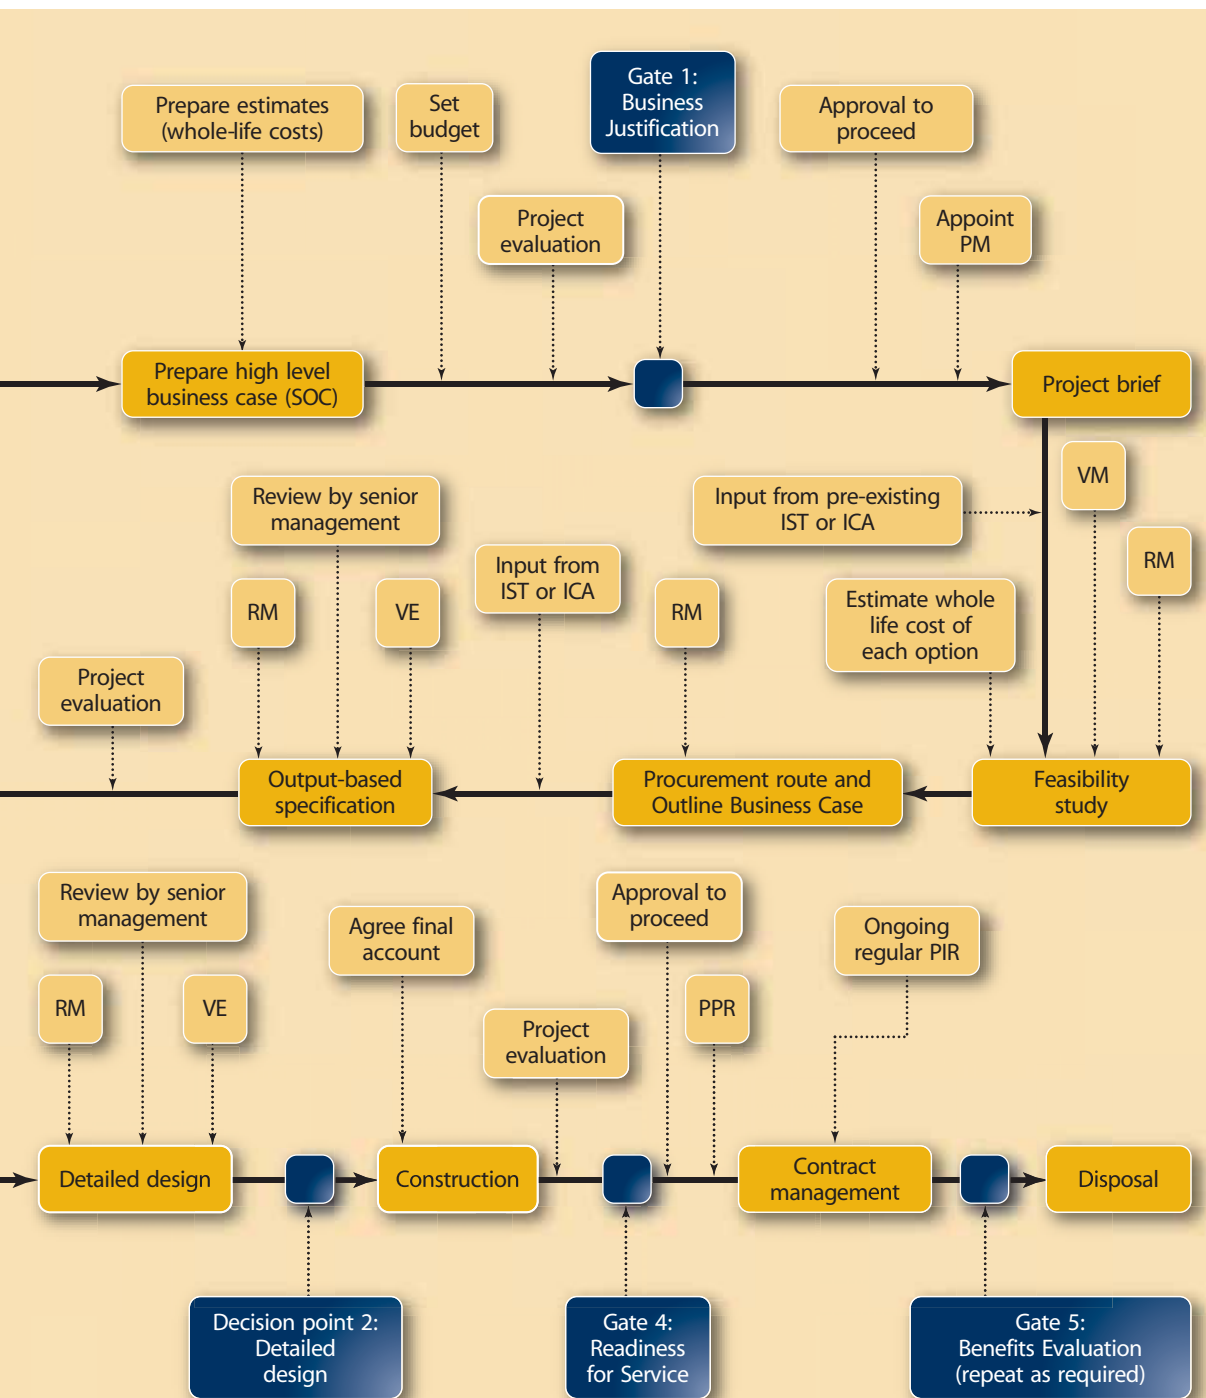 Prepare estimates
(whole-life costs)
Set
budget
Gate 1:
Business
Justification
Approval to
proceed
Project
evaluation
Appoint
PM
Prepare high level
business case (SOC)
Project brief
Review by senior
management
Input from pre-existing
IST or ICA
VM
RM
Input from
IST or ICA
RM
VE
RM
Estimate whole
life cost of
each option
Project
evaluation
Output-based
specification
Procurement route and
Outline Business Case
Feasibility
study
Review by senior
management
Agree final
account
Approval to
proceed
Ongoing
regular PIR
RM
VE
Project
evaluation
PPR
Detailed design
Construction
Contract
management
Disposal
Decision point 2:
Detailed
design
Gate 4:
Readiness
for Service
Gate 5:
Benefits Evaluation
(repeat as required)